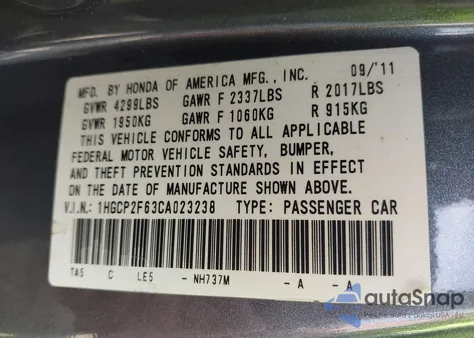 MFD. BY HONDA OF AMERICA MFG., INC. 09/'11
GVWR 4299LBS GAWR F 2337LBS R 2017LBS
GVWR 1950KG GAWR F 1060KG R 915KG
THIS VEHICLE CONFORMS TO ALL APPLICABLE
FEDERAL MOTOR VEHICLE SAFETY, BUMPER,
AND THEFT PREVENTION STANDARDS IN EFFECT
ON THE DATE OF MANUFACTURE SHOWN ABOVE.
V.I.N.: 1HGCP2F63CA023238 TYPE: PASSENGER CAR
TA5 C LE5 - NH737M - A - A
autoSnap